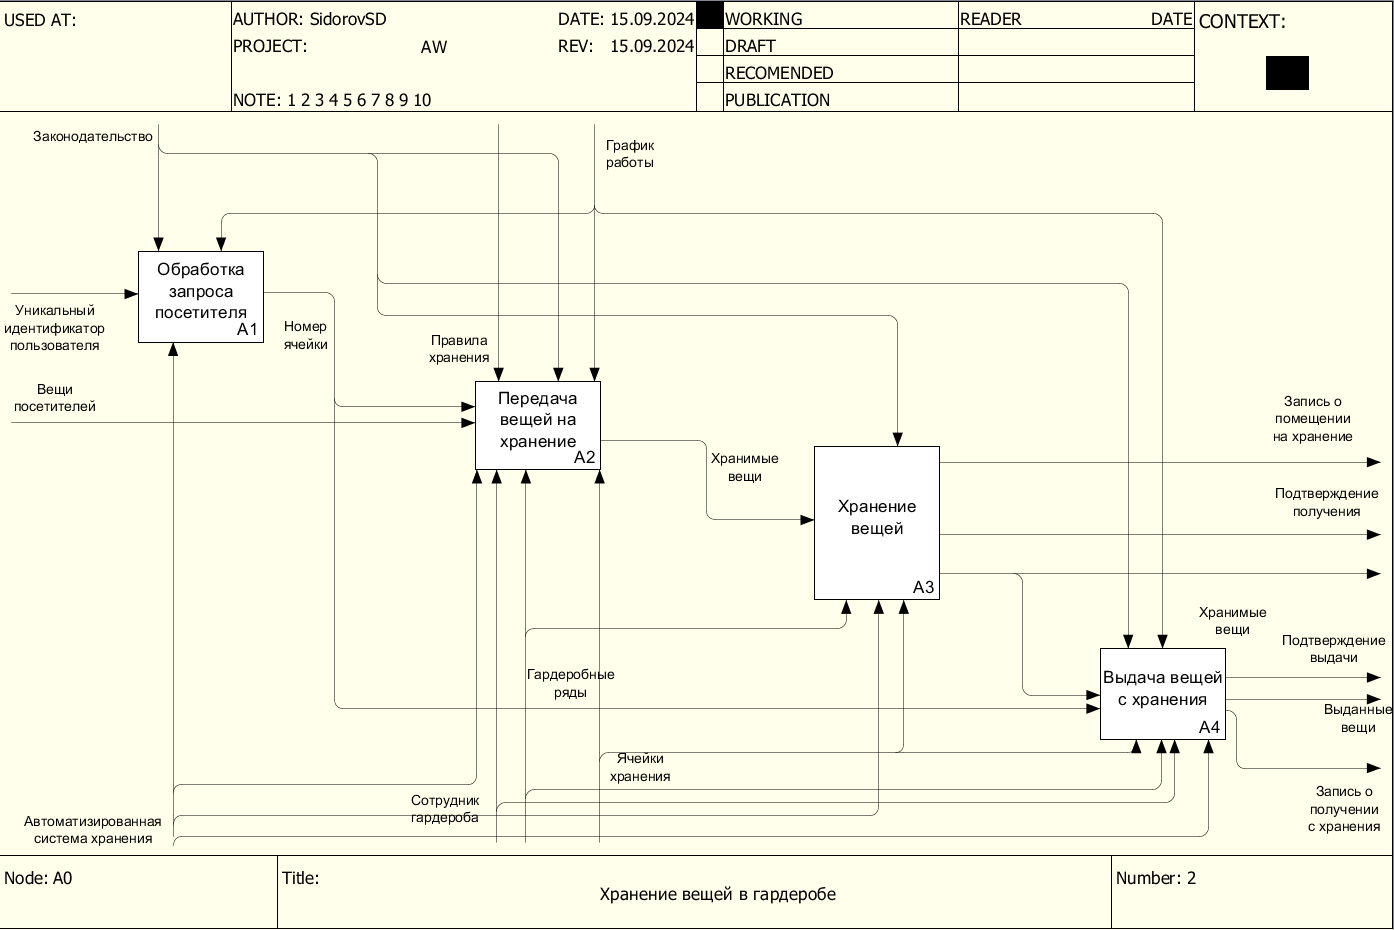 USED AT:
AUTHOR: SidorovSD
DATE: 15.09.2024
PROJECT:
AW
REV: 15.09.2024
NOTE: 1 2 3 4 5 6 7 8 9 10
WORKING
DRAFT
RECOMENDED
PUBLICATION
READER
DATE
CONTEXT:
Законодательство
График
работы
Обработка
запроса
посетителя
A1
Уникальный
идентификатор
пользователя
Номер
ячейки
Правила
хранения
Вещи
посетителей
Передача
вещей на
хранение
A2
Хранимые
вещи
Запись о
помещении
на хранение
Подтверждение
получения
Хранение
вещей
A3
Хранимые
вещи
Подтверждение
выдачи
Гардеробные
ряды
Выдача вещей
с хранения
A4
Выданные
вещи
Ячейки
хранения
Сотрудник
гардероба
Автоматизированная
система хранения
Запись о
получении
с хранения
Node: A0
Title:
Хранение вещей в гардеробе
Number: 2